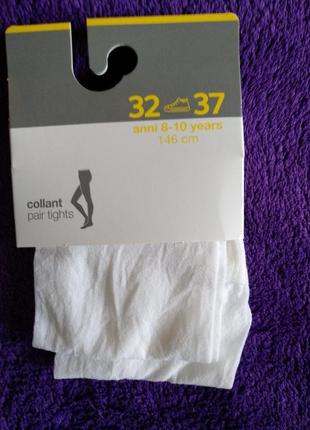 32 37
anni 8-10 years
146 cm
collant
pair tights